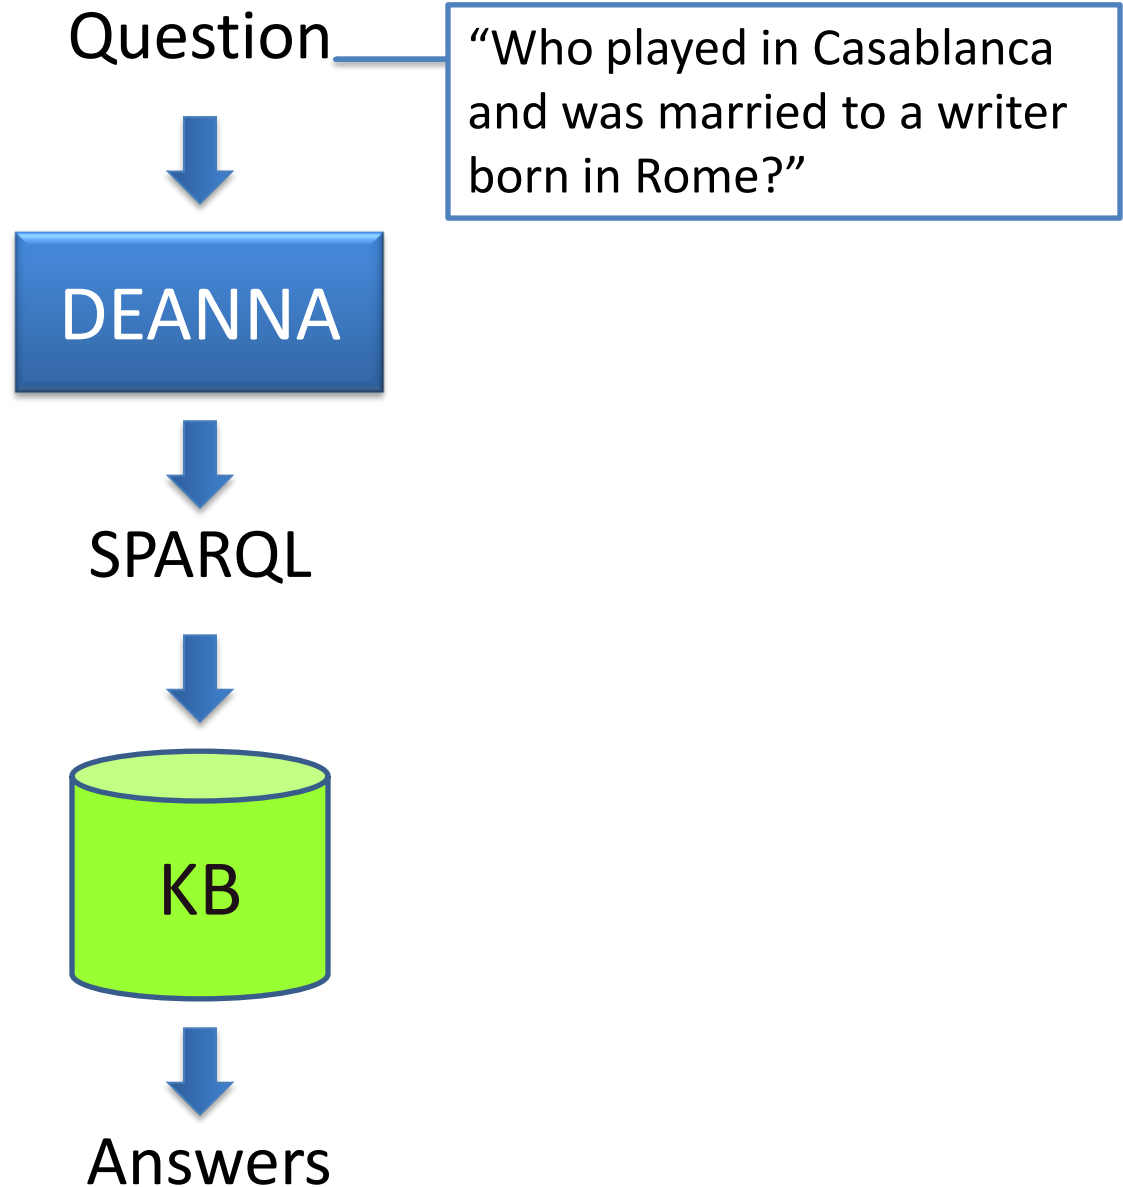 Question
“Who played in Casablanca
and was married to a writer
born in Rome?”
DEANNA
SPARQL
KB
Answers